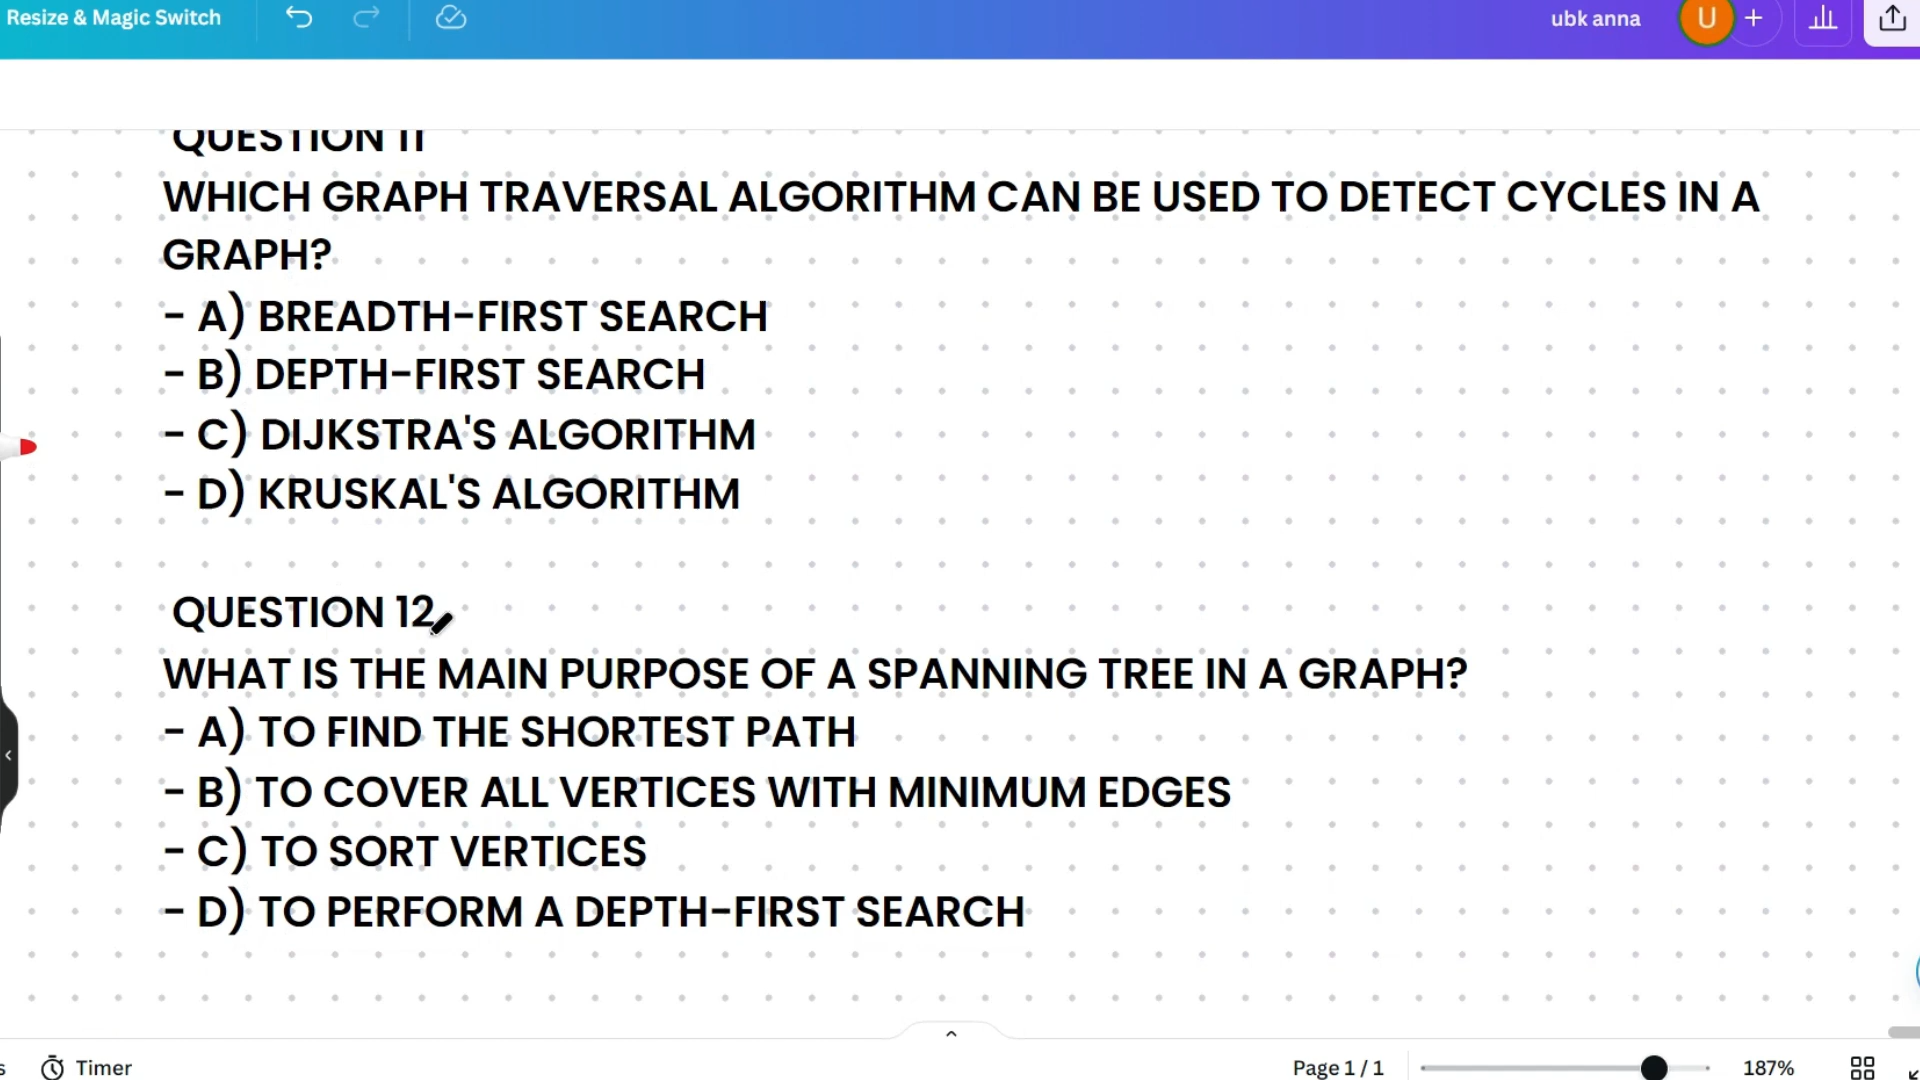 Resize & Magic Switch
ubk anna
U
QUESTION 11
WHICH GRAPH TRAVERSAL ALGORITHM CAN BE USED TO DETECT CYCLES IN A
GRAPH?
- A) BREADTH-FIRST SEARCH
- B) DEPTH-FIRST SEARCH
- C) DIJKSTRA'S ALGORITHM
- D) KRUSKAL'S ALGORITHM
QUESTION 12
WHAT IS THE MAIN PURPOSE OF A SPANNING TREE IN A GRAPH?
- A) TO FIND THE SHORTEST PATH
- B) TO COVER ALL VERTICES WITH MINIMUM EDGES
- C) TO SORT VERTICES
- D) TO PERFORM A DEPTH-FIRST SEARCH
Timer
Page 1 / 1
187%